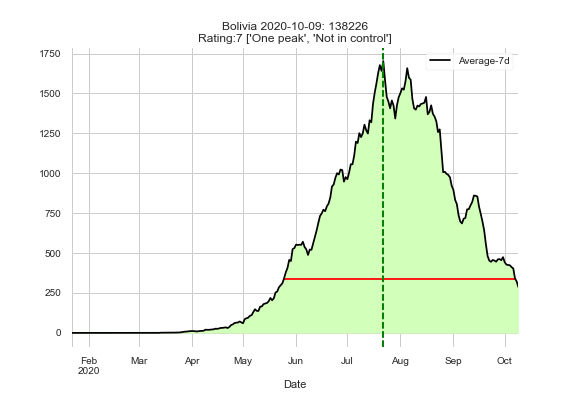 Bolivia 2020-10-09: 138226
Rating:7 ['One peak', 'Not in control']
Average-7d
1750
1500
1250
1000
750
500
250
0
Feb Mar Apr May Jun Jul Aug Sep Oct
2020
Date